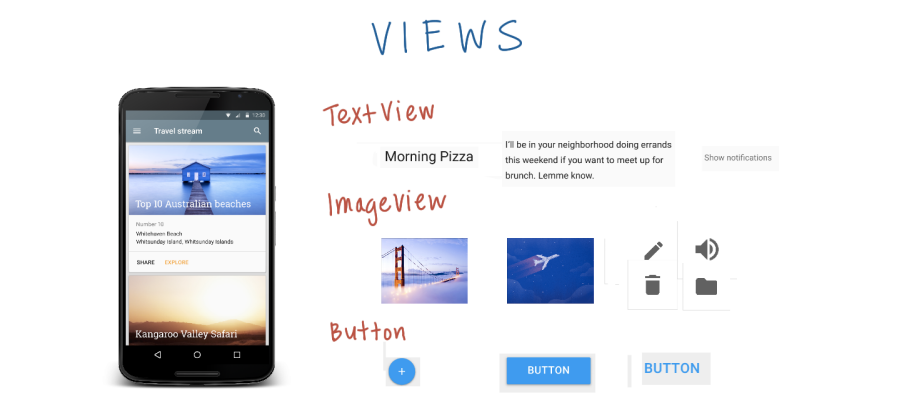 VIEWS
12:30
Travel stream
Top 10 Australian beaches
Number 10
Whitehaven Beach
Whitsunday Island, Whitsunday Islands
SHARE EXPLORE
Kangaroo Valley Safari
TextView
Morning Pizza
I'll be in your neighborhood doing errands
this weekend if you want to meet up for
brunch. Lemme know.
Show notifications
ImageView
Button
+
BUTTON
BUTTON